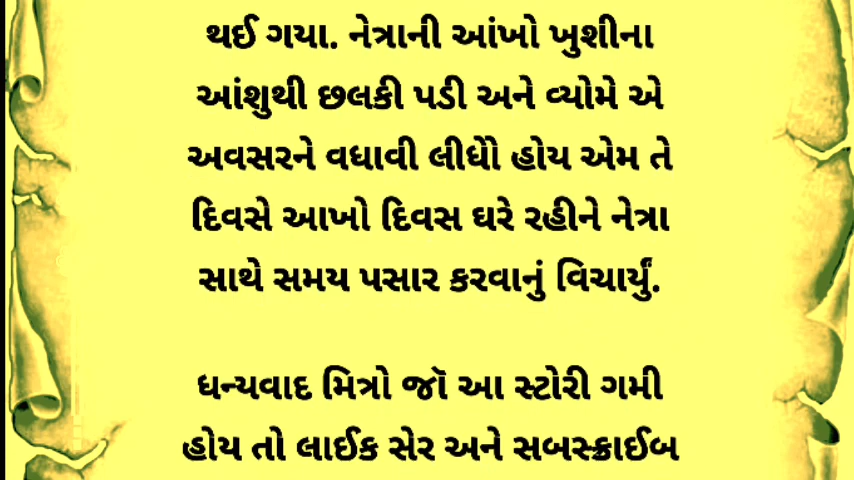 થઈ ગયા. નેત્રાની આંખો ખુશીના
આંશુથી છલકી પડી અને વ્યોમે એ
અવસરને વધાવી લીધો હોય એમ તે
દિવસે આખો દિવસ ઘરે રહીને નેત્રા
સાથે સમય પસાર કરવાનું વિચાર્યું.
ધન્યવાદ મિત્રો જૉ આ સ્ટોરી ગમી
હોય તો લાઈક સેર અને સબસ્ક્રાઈબ